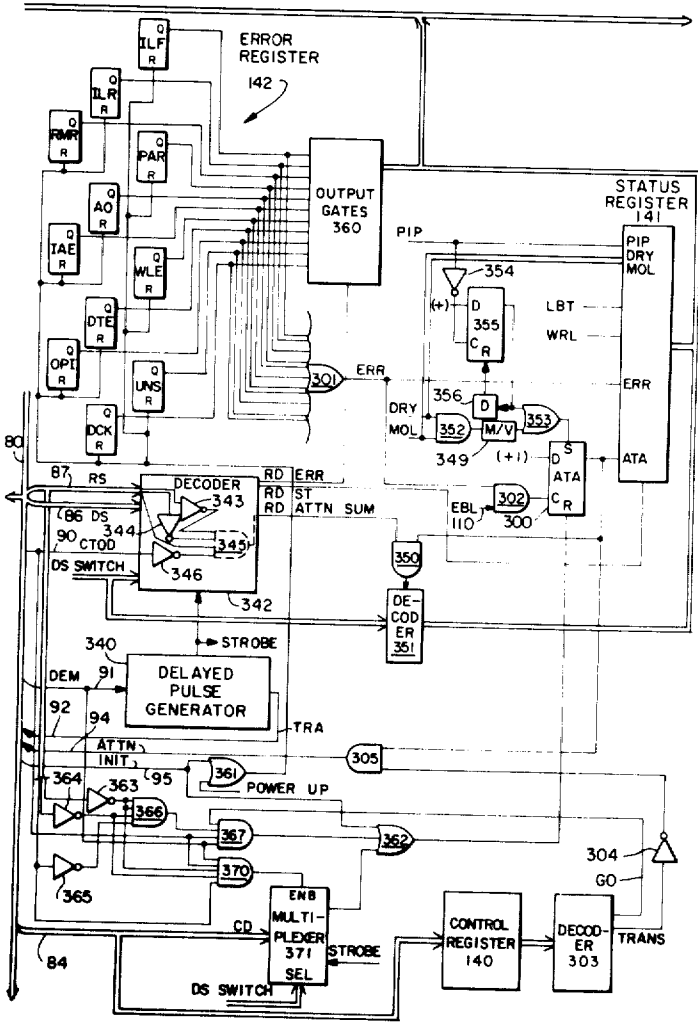 ILF
Q
R
ERROR
REGISTER
142
ILR
Q
R
RMR
Q
R
PAR
Q
R
AO
Q
R
IAE
Q
R
WLE
Q
R
DTE
Q
R
OPI
Q
R
UNS
Q
R
DCK
Q
R
OUTPUT
GATES
360
STATUS
REGISTER
141
PIP
PIP
DRY
MOL
354
(+)
D
355
C
R
LBT
WRL
301
ERR
ERR
356
D
353
DRY
MOL
352
M/V
349
(+)
S
D
ATA
C
R
ATA
302
300
EBL
110
80
87
RS
86 DS
90
CTOD
DS SWITCH
DECODER
343
344
345
346
342
RD ERR
RD ST
RD ATTN SUM
350
DE-
COD
ER
351
340
STROBE
DELAYED
PULSE
GENERATOR
DEM
91
92
94
TRA
ATTN
INIT
95
305
361
POWER UP
364
363
366
367
362
365
370
304
GO
ENB
MULTI-
PLEXER
371
SEL
CD
84
STROBE
DS SWITCH
CONTROL
REGISTER
140
DECOD-
ER
303
TRANS